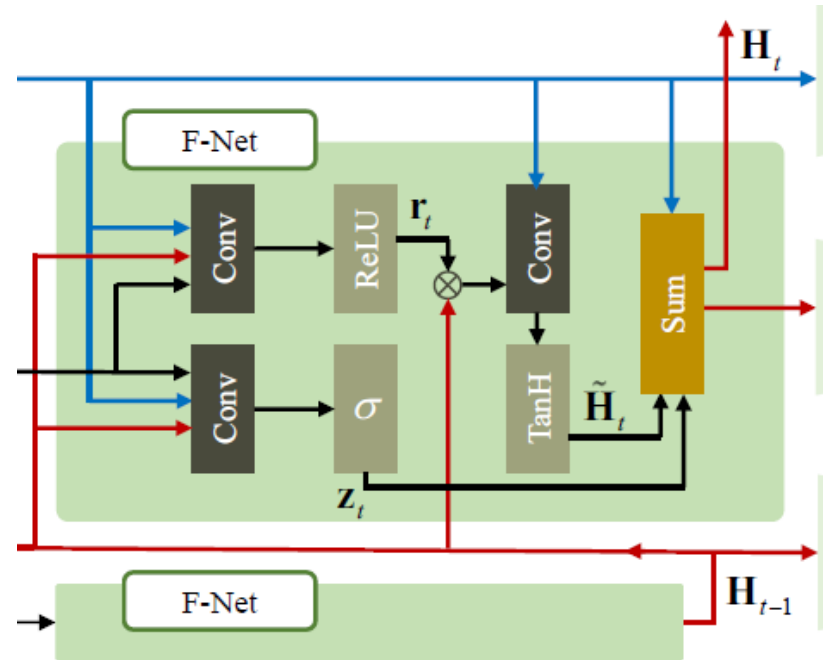 H_t
F-Net
Conv
ReLU
r_t
Conv
Sum
Conv
σ
TanH
H̃_t
z_t
F-Net
H_{t-1}